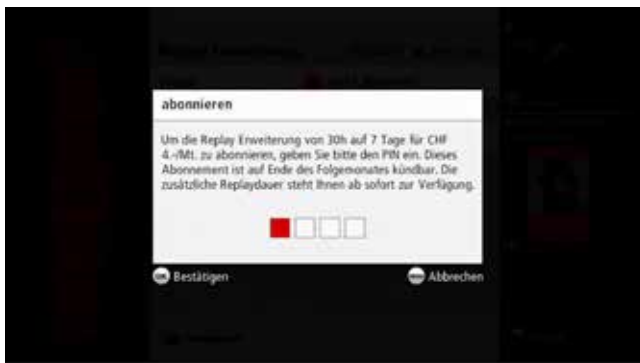 abonnieren
Um die Replay Erweiterung von 30h auf 7 Tage für CHF
4.-/Mt. zu abonnieren, geben Sie bitte den PIN ein. Dieses
Abonnement ist auf Ende des Folgemonates kündbar. Die
zusätzliche Replaydauer steht Ihnen ab sofort zur Verfügung.
OK Bestätigen
Abbrechen